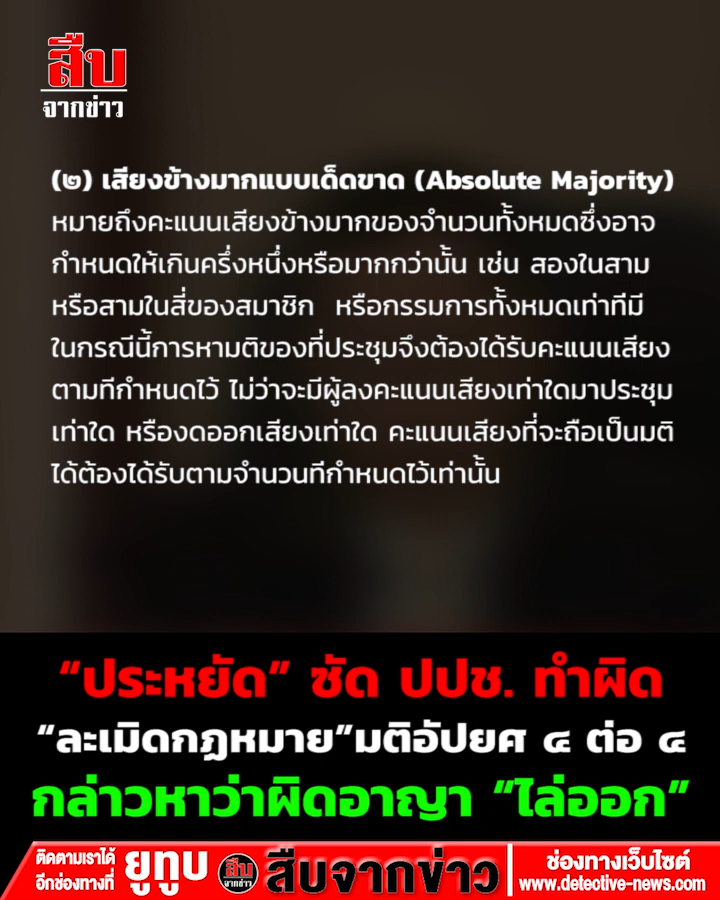 สืบ
จากข่าว
(๒) เสียงข้างมากแบบเด็ดขาด (Absolute Majority)
หมายถึงคะแนนเสียงข้างมากของจำนวนทั้งหมดซึ่งอาจ
กำหนดให้เกินครึ่งหนึ่งหรือมากกว่านั้น เช่น สองในสาม
หรือสามในสี่ของสมาชิก หรือกรรมการทั้งหมดเท่าทีมี
ในกรณีนี้การหามติของที่ประชุมจึงต้องได้รับคะแนนเสียง
ตามทีกำหนดไว้ ไม่ว่าจะมีผู้ลงคะแนนเสียงเท่าใดมาประชุม
เท่าใด หรืองดออกเสียงเท่าใด คะแนนเสียงที่จะถือเป็นมติ
ได้ต้องได้รับตามจำนวนทีกำหนดไว้เท่านั้น
“ประหยัด” ซัด ปปช. ทำผิด
“ละเมิดกฎหมาย”มติอัปยศ ๔ ต่อ ๔
กล่าวหาว่าผิดอาญา “ไล่ออก”
ติดตามเราได้
อีกช่องทางที่
ยูทูบ
สืบ
จากข่าว
สืบจากข่าว
ช่องทางเว็บไซต์
www.detective-news.com